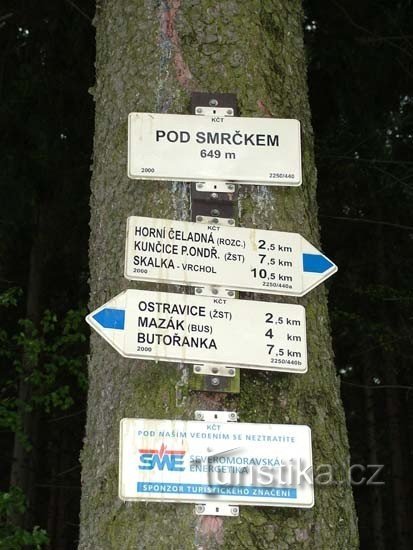 KČT
POD SMRČKEM
649 m
2000 2250/440
KČT
HORNÍ ČELADNÁ (ROZC.) 2,5 km
KUNČICE P.ONDŘ. (ŽST) 7,5 km
SKALKA - VRCHOL 10,5 km
2000 2250/440a
KČT
OSTRAVICE (ŽST) 2,5 km
MAZÁK (BUS) 4 km
BUTOŘANKA 7,5 km
2000 2250/440b
KČT
POD NAŠÍM VEDENÍM SE NEZTRATÍTE
SME SEVEROMORAVSKÁ
ENERGETIKA
SPONZOR TURISTICKÉHO ZNAČENÍ
turistika.cz